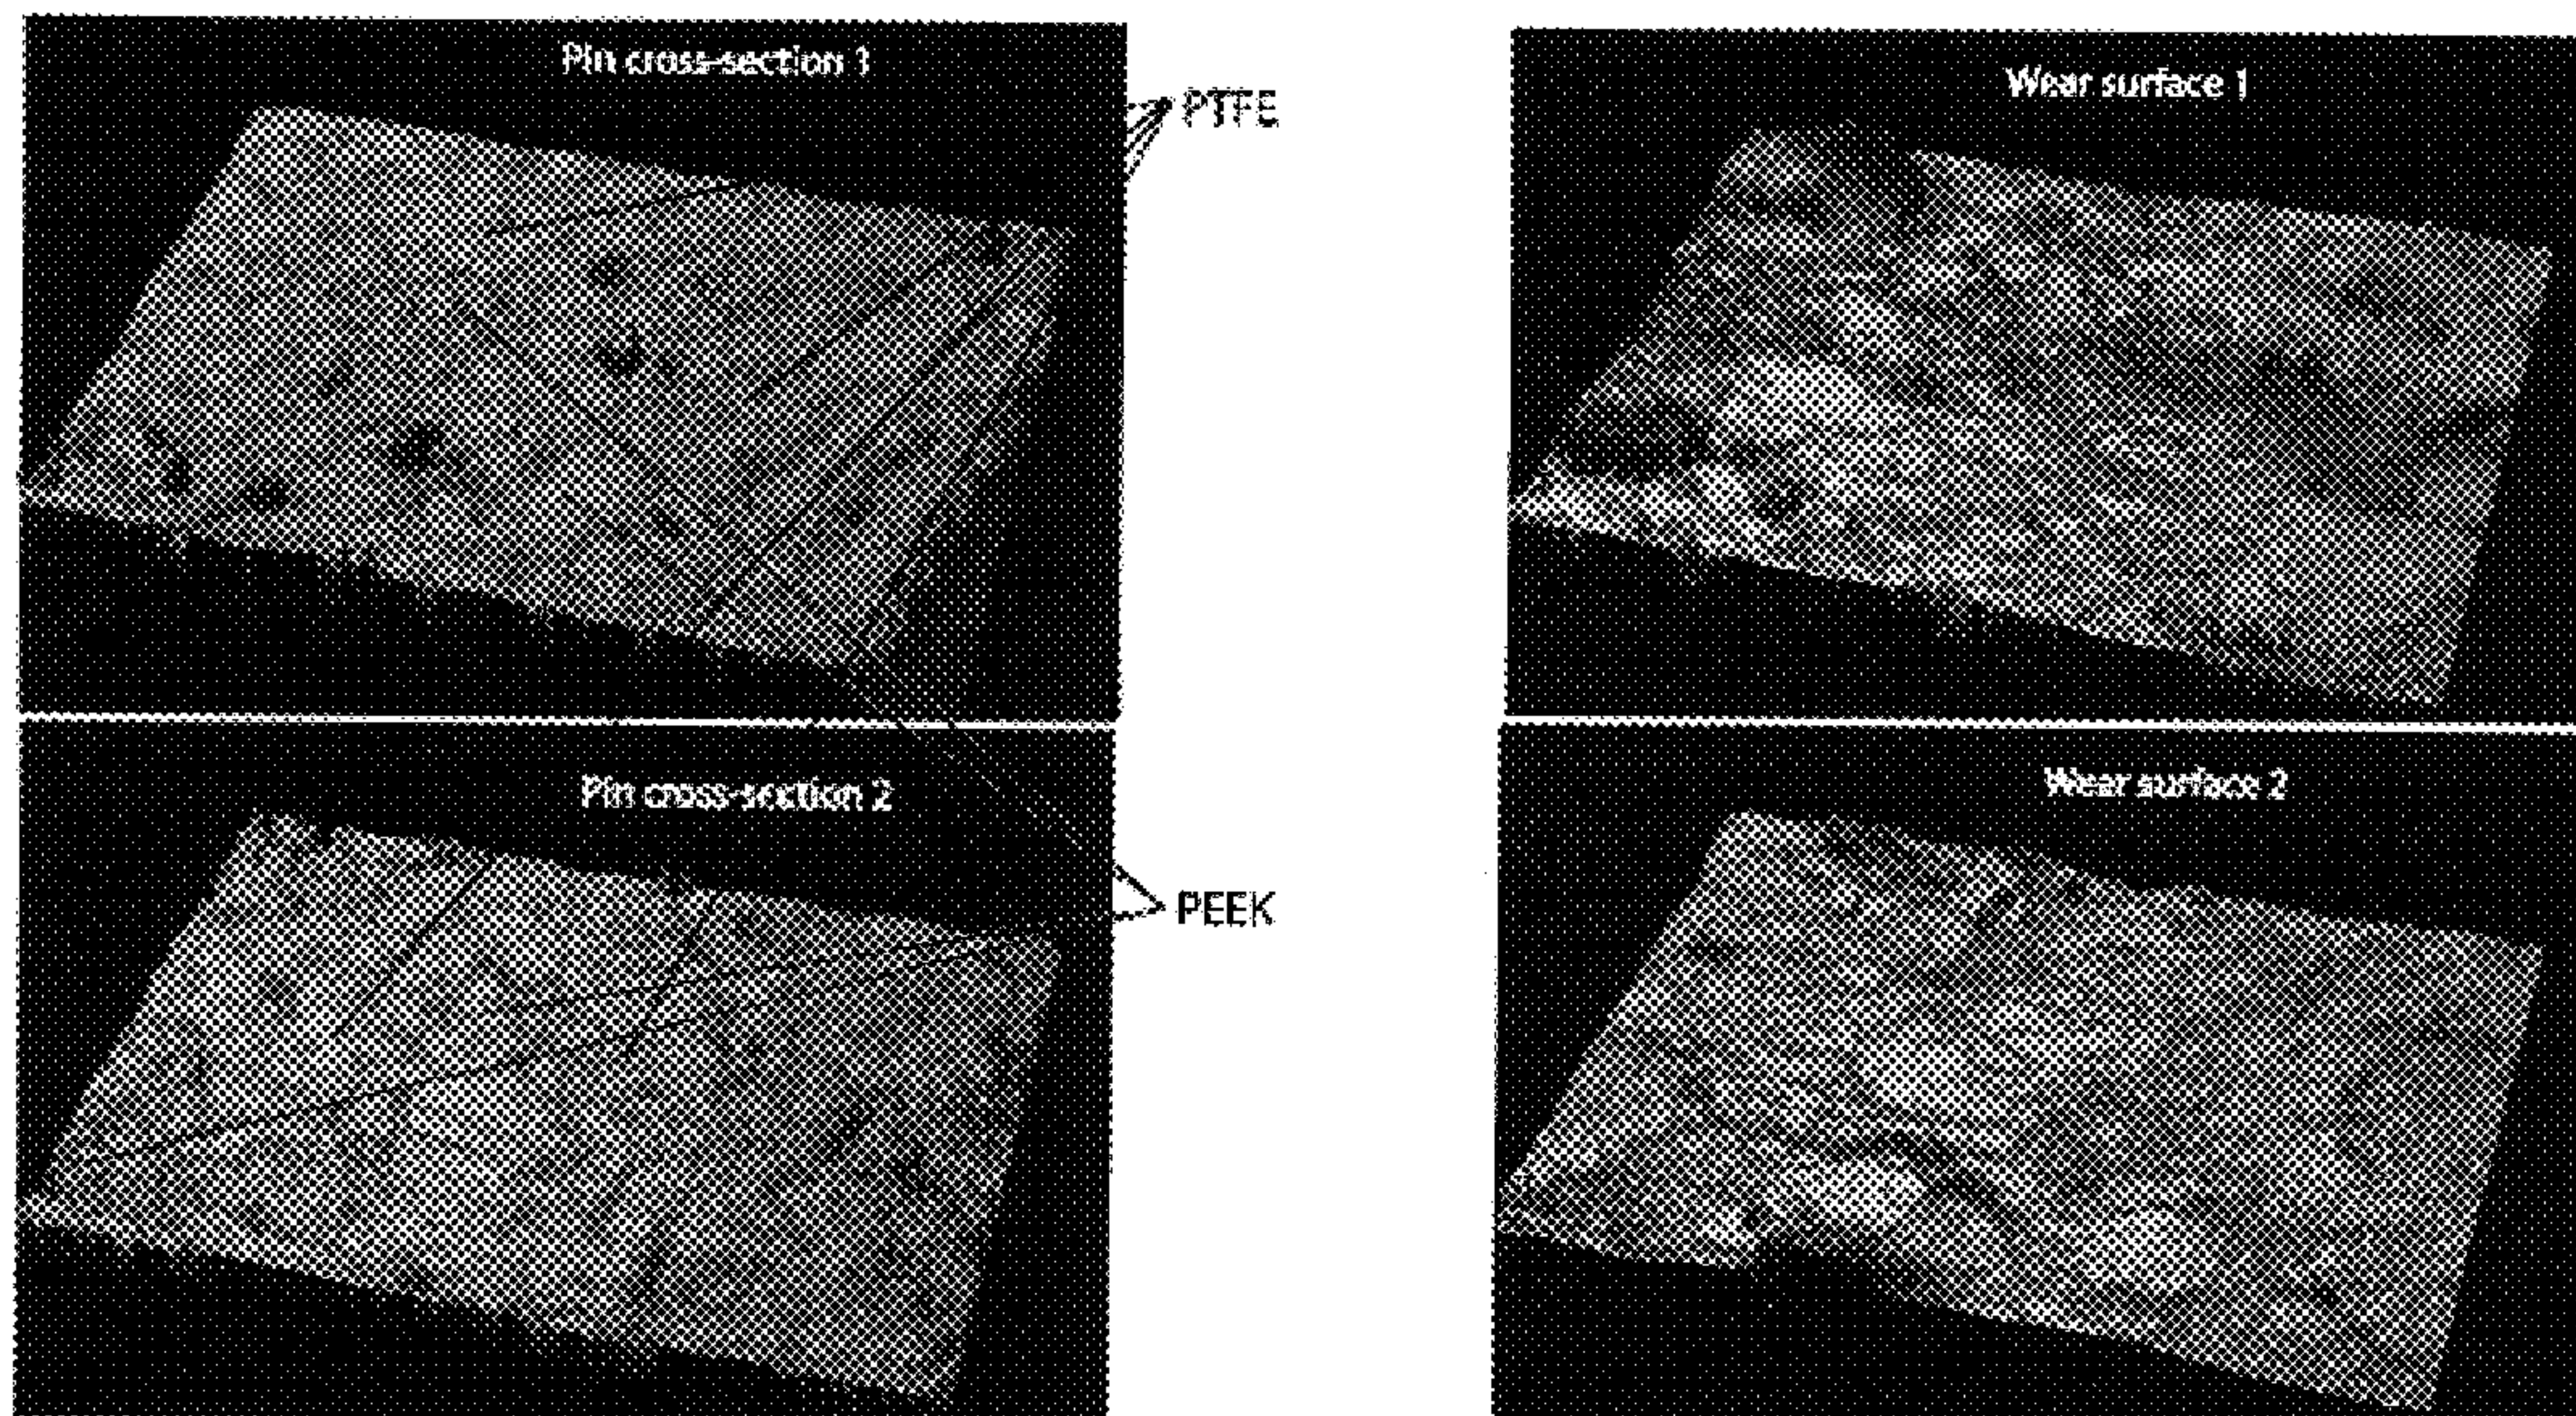 Pin cross-section 1
PTFE
Wear surface 1
Pin cross-section 2
PEEK
Wear surface 2